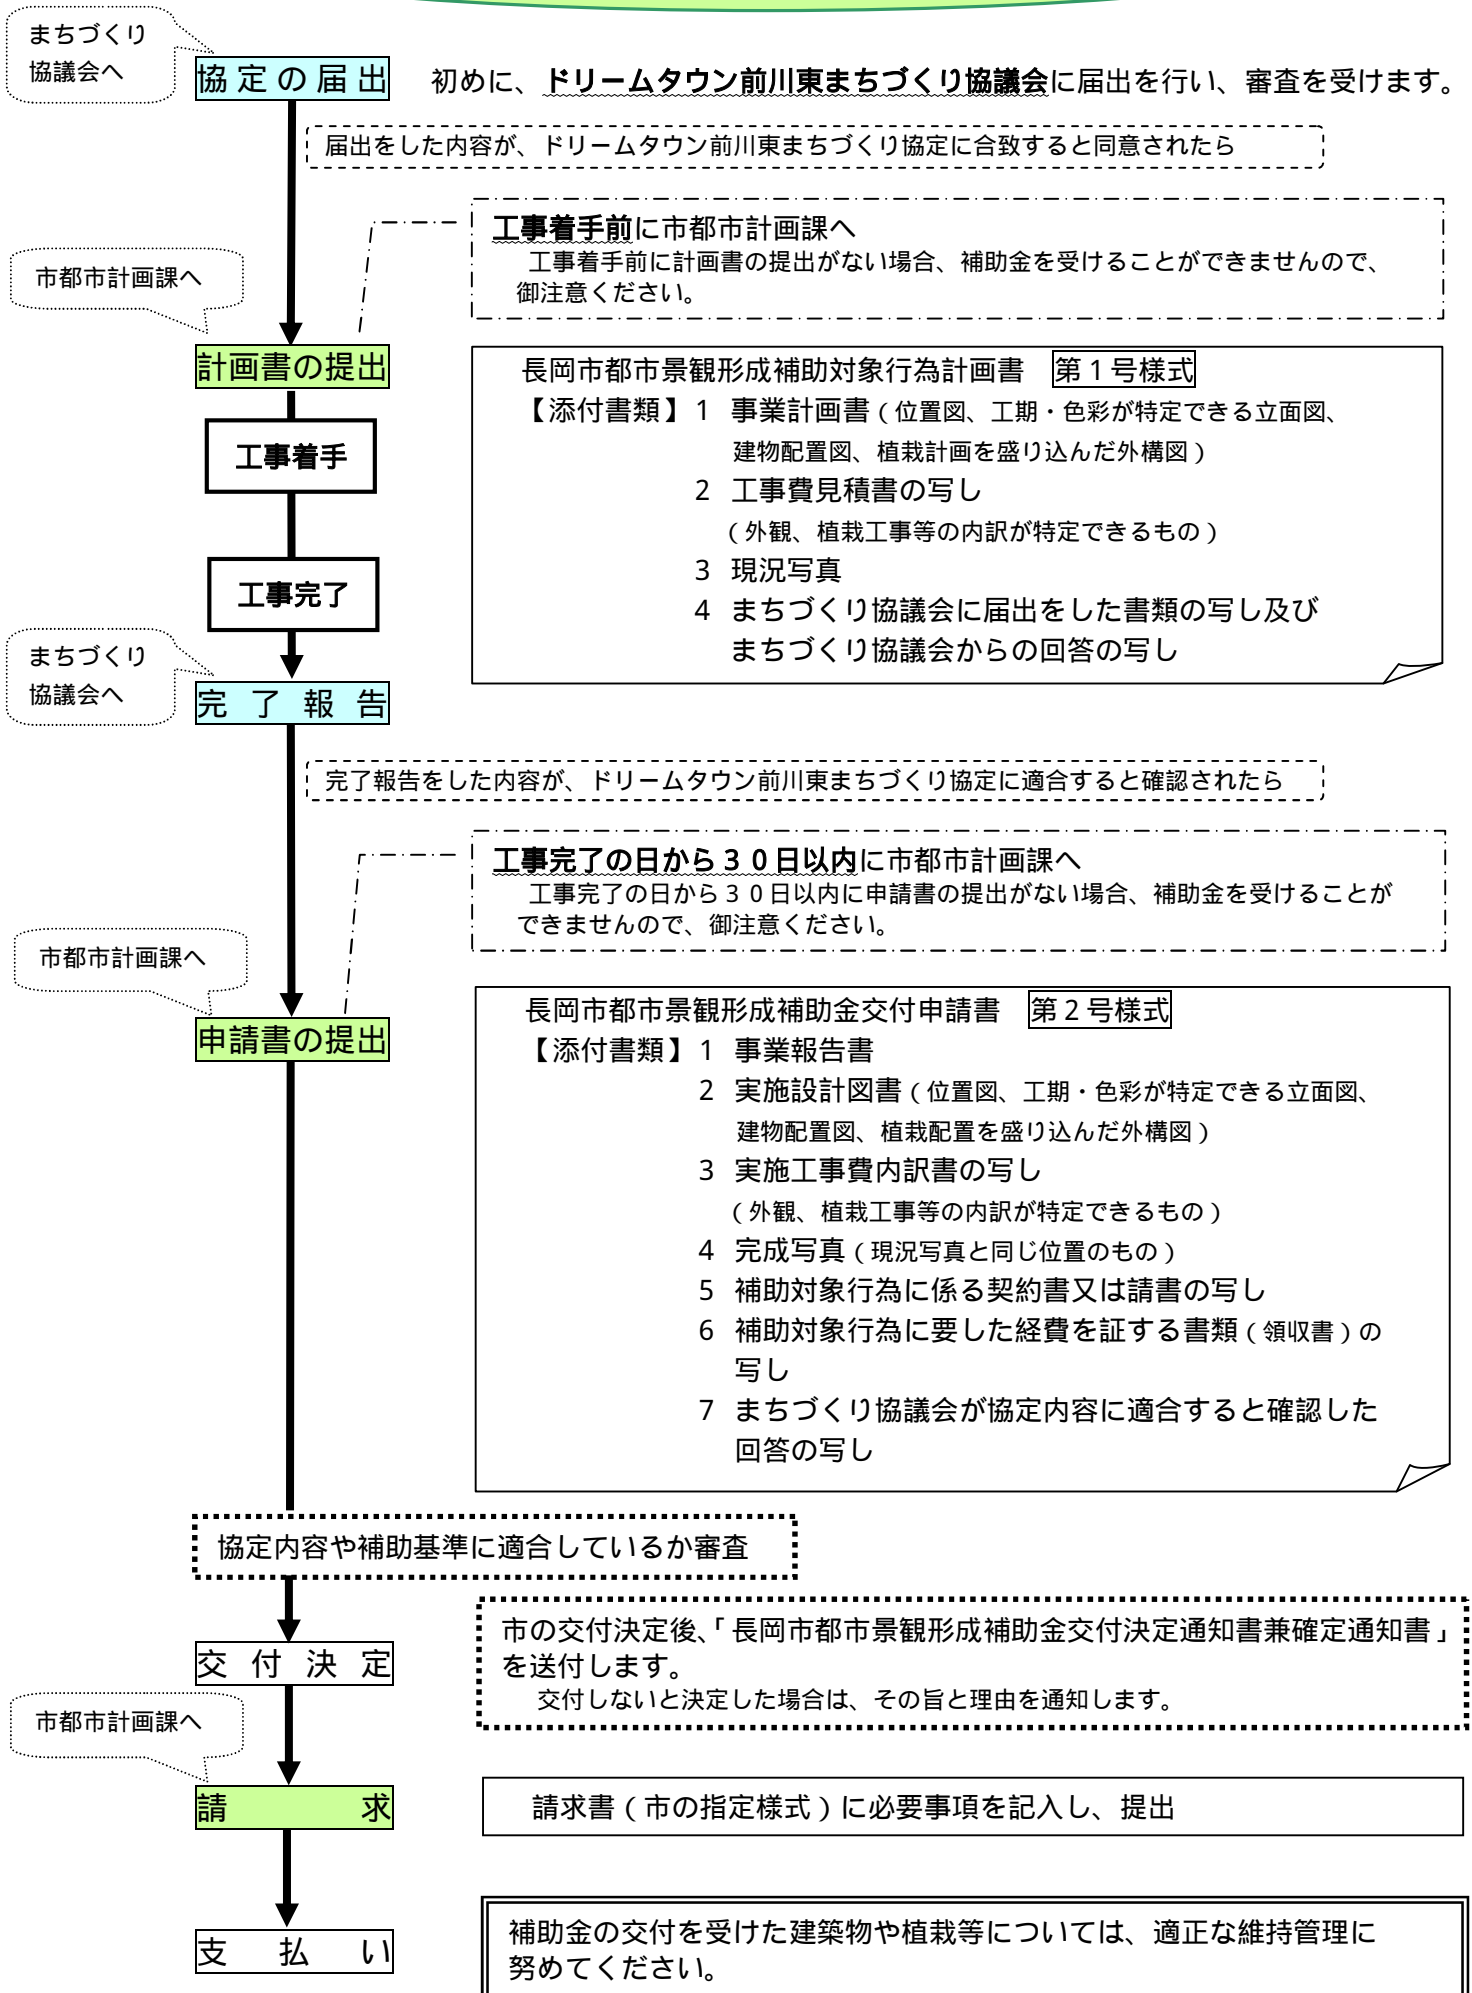 まちづくり
協議会へ
協定の届出
初めに、ドリームタウン前川東まちづくり協議会に届出を行い、審査を受けます。
届出をした内容が、ドリームタウン前川東まちづくり協定に合致すると同意されたら
工事着手前に市都市計画課へ
工事着手前に計画書の提出がない場合、補助金を受けることができませんので、
御注意ください。
市都市計画課へ
計画書の提出
長岡市都市景観形成補助対象行為計画書　第１号様式
【添付書類】１　事業計画書（位置図、工期・色彩が特定できる立面図、
建物配置図、植栽計画を盛り込んだ外構図）
２　工事費見積書の写し
（外観、植栽工事等の内訳が特定できるもの）
３　現況写真
４　まちづくり協議会に届出をした書類の写し及び
まちづくり協議会からの回答の写し
工事着手
工事完了
まちづくり
協議会へ
完了報告
完了報告をした内容が、ドリームタウン前川東まちづくり協定に適合すると確認されたら
工事完了の日から３０日以内に市都市計画課へ
工事完了の日から３０日以内に申請書の提出がない場合、補助金を受けることが
できませんので、御注意ください。
市都市計画課へ
申請書の提出
長岡市都市景観形成補助金交付申請書　第２号様式
【添付書類】１　事業報告書
２　実施設計図書（位置図、工期・色彩が特定できる立面図、
建物配置図、植栽配置を盛り込んだ外構図）
３　実施工事費内訳書の写し
（外観、植栽工事等の内訳が特定できるもの）
４　完成写真（現況写真と同じ位置のもの）
５　補助対象行為に係る契約書又は請書の写し
６　補助対象行為に要した経費を証する書類（領収書）の
写し
７　まちづくり協議会が協定内容に適合すると確認した
回答の写し
協定内容や補助基準に適合しているか審査
市の交付決定後、「長岡市都市景観形成補助金交付決定通知書兼確定通知書」
を送付します。
交付しないと決定した場合は、その旨と理由を通知します。
交付決定
市都市計画課へ
請求
請求書（市の指定様式）に必要事項を記入し、提出
補助金の交付を受けた建築物や植栽等については、適正な維持管理に
努めてください。
支払い